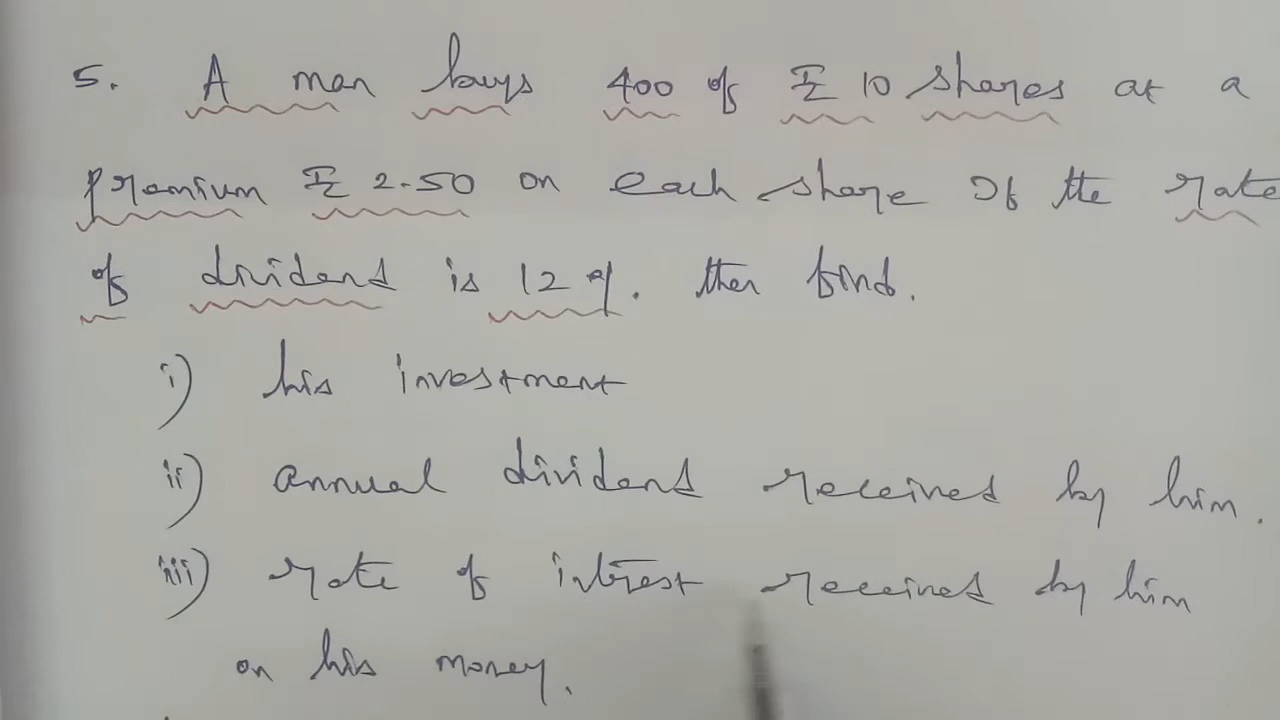 5. A man buys 400 of ₹ 10 shares at a
premium ₹ 2.50 on each share If the rate
of dividend is 12 %. then find.
i) his investment
ii) annual dividend received by him.
iii) rate of interest received by him
on his money.